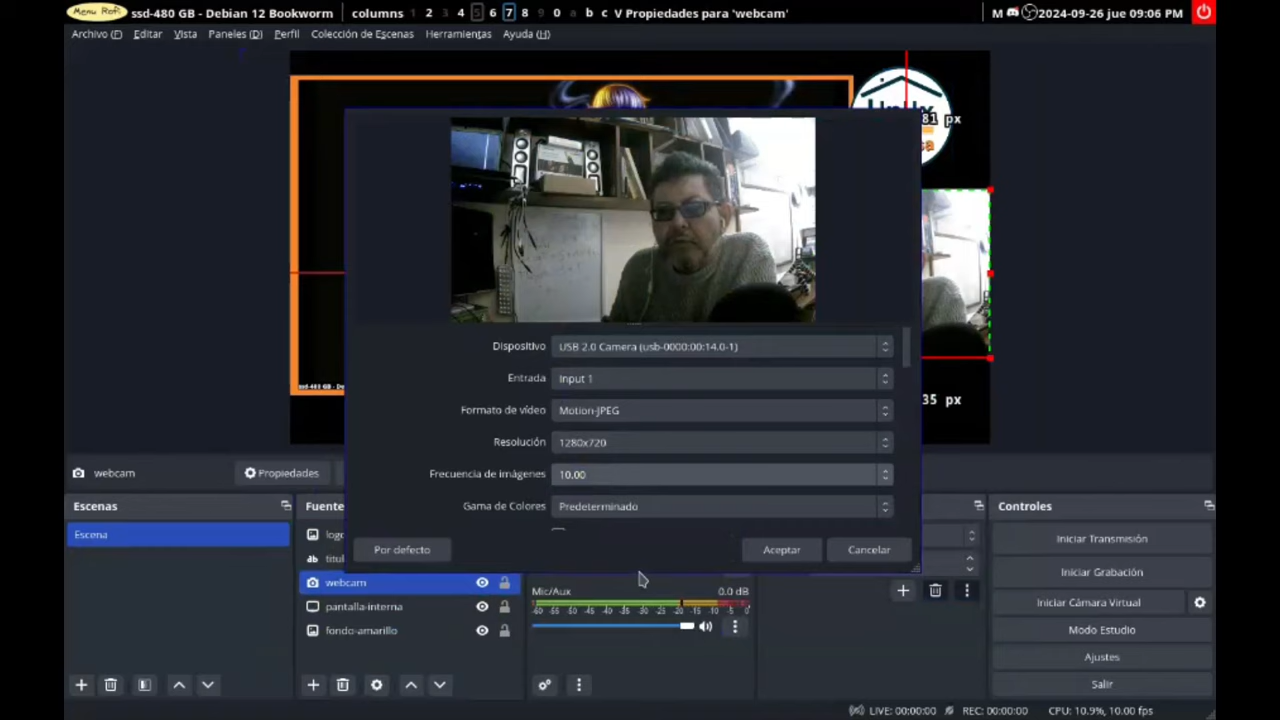 Menu Rofi ssd-480 GB - Debian 12 Bookworm columns 1 2 3 4 5 6 7 8 9 0 a b c V Propiedades para 'webcam' M 2024-09-26 jue 09:06 PM
Archivo (F) Editar Vista Paneles (D) Perfil Colección de Escenas Herramientas Ayuda (H)
81 px
35 px
Dispositivo USB 2.0 Camera (usb-0000:00:14.0-1)
Entrada Input 1
Formato de vídeo Motion-JPEG
Resolución 1280x720
Frecuencia de imágenes 10.00
Gama de Colores Predeterminado
Por defecto Aceptar Cancelar
webcam Propiedades
Escenas
Escena
Fuente
logo
ab titul
webcam
pantalla-interna
fondo-amarillo
Mic/Aux 0.0 dB
-60 -55 -50 -45 -40 -35 -30 -25 -20 -15 -10 -5 0
Controles
Iniciar Transmisión
Iniciar Grabación
Iniciar Cámara Virtual
Modo Estudio
Ajustes
Salir
LIVE: 00:00:00 REC: 00:00:00 CPU: 10.9%, 10.00 fps